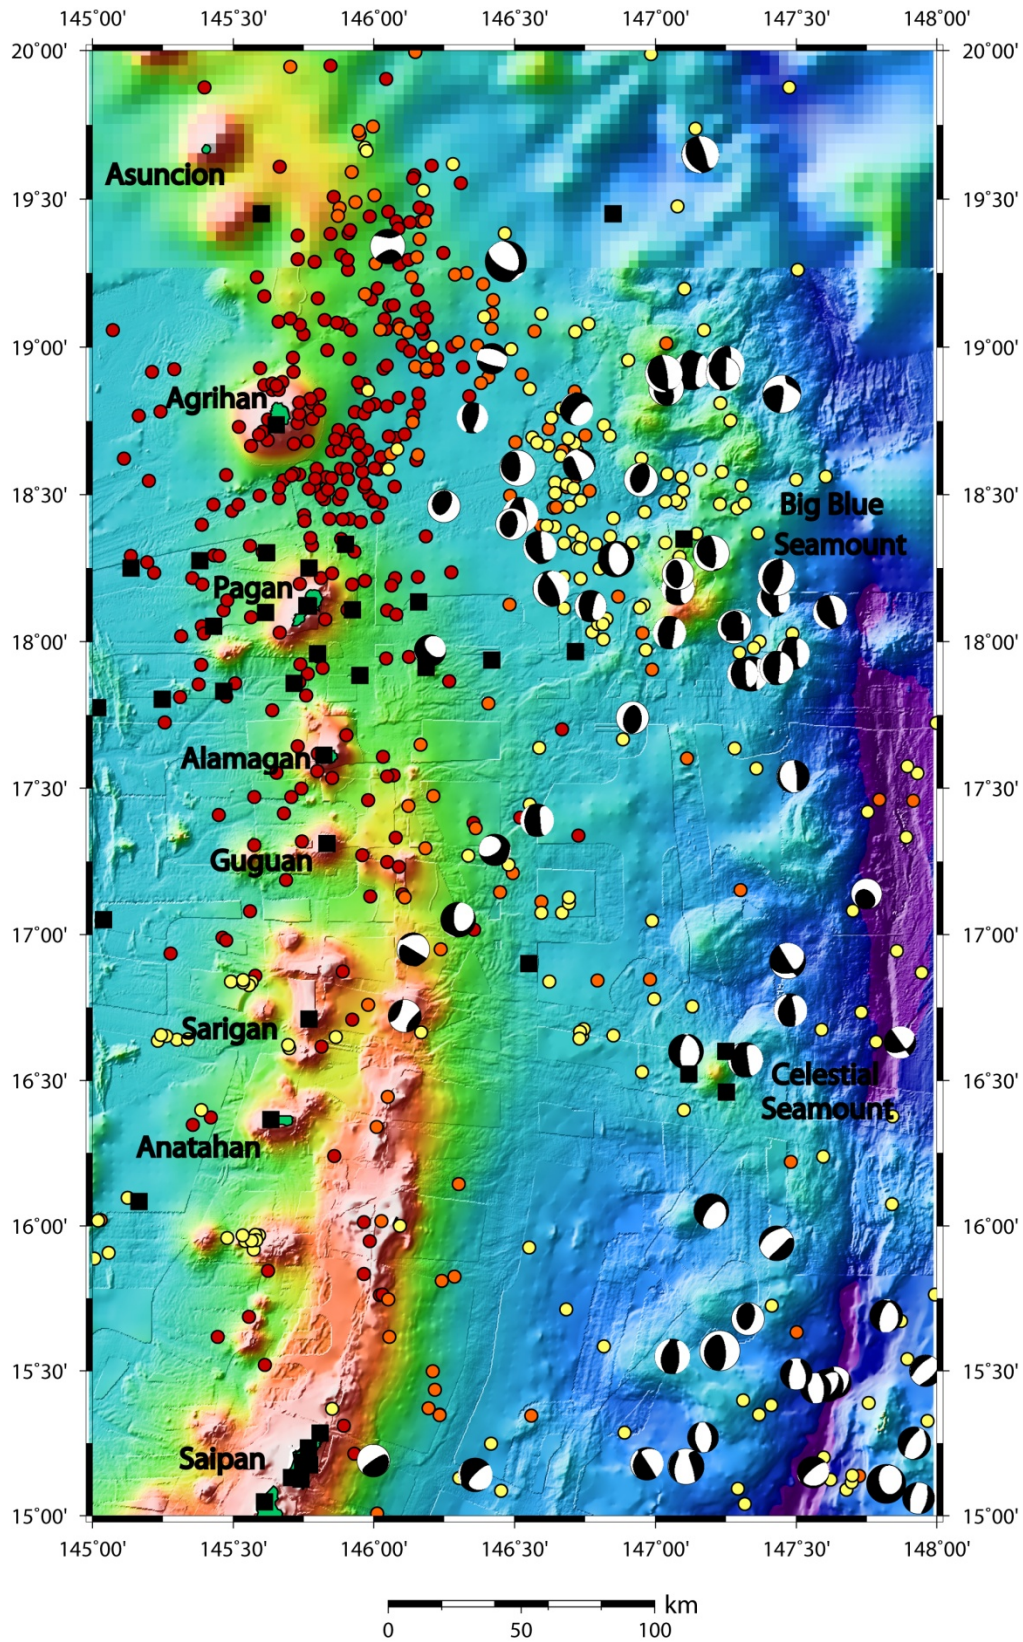 145°00' 145°30' 146°00' 146°30' 147°00' 147°30' 148°00'
20°00' 20°00'
Asuncion
19°30' 19°30'
19°00' 19°00'
Agrihan
18°30' 18°30'
Big Blue
Seamount
Pagan
18°00' 18°00'
Alamagan
17°30' 17°30'
Guguan
17°00' 17°00'
Sarigan
16°30' 16°30'
Celestial
Seamount
Anatahan
16°00' 16°00'
15°30' 15°30'
Saipan
15°00' 15°00'
145°00' 145°30' 146°00' 146°30' 147°00' 147°30' 148°00'
km
0 50 100